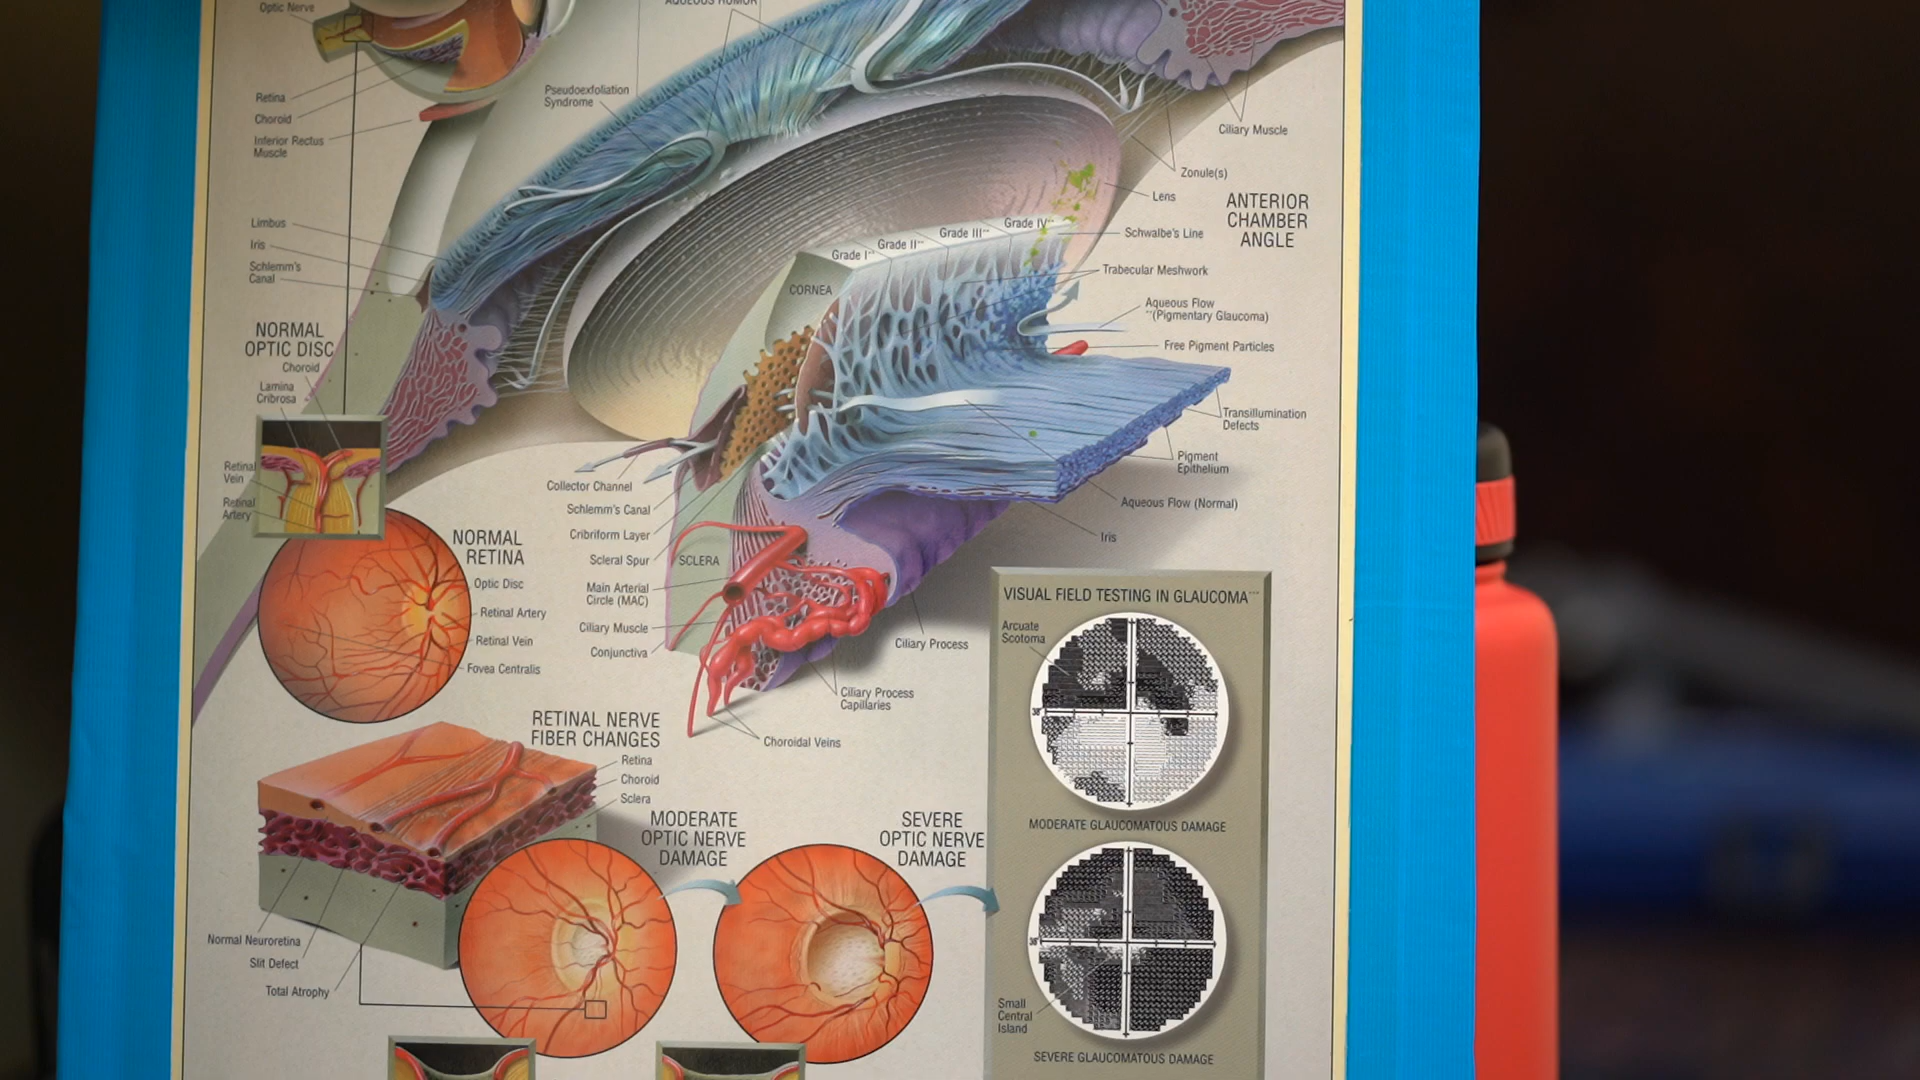 Optic Nerve
AQUEOUS HUMOR
Retina
Choroid
Inferior Rectus
Muscle
Pseudoexfoliation
Syndrome
Ciliary Muscle
Zonule(s)
Lens
ANTERIOR
CHAMBER
ANGLE
Limbus
Iris
Schlemm's
Canal
Grade I**
Grade II**
Grade III**
Grade IV**
Schwalbe's Line
Trabecular Meshwork
CORNEA
Aqueous Flow
**(Pigmentary Glaucoma)
Free Pigment Particles
NORMAL
OPTIC DISC
Choroid
Lamina
Cribrosa
Retinal
Vein
Retinal
Artery
Transillumination
Defects
Pigment
Epithelium
Aqueous Flow (Normal)
Iris
Collector Channel
Schlemm's Canal
Cribriform Layer
Scleral Spur
SCLERA
Main Arterial
Circle (MAC)
Ciliary Muscle
Conjunctiva
Ciliary Process
Ciliary Process
Capillaries
Choroidal Veins
NORMAL
RETINA
Optic Disc
Retinal Artery
Retinal Vein
Fovea Centralis
RETINAL NERVE
FIBER CHANGES
Retina
Choroid
Sclera
Normal Neuroretina
Slit Defect
Total Atrophy
MODERATE
OPTIC NERVE
DAMAGE
SEVERE
OPTIC NERVE
DAMAGE
VISUAL FIELD TESTING IN GLAUCOMA***
Arcuate
Scotoma
30
MODERATE GLAUCOMATOUS DAMAGE
30
Small
Central
Island
SEVERE GLAUCOMATOUS DAMAGE